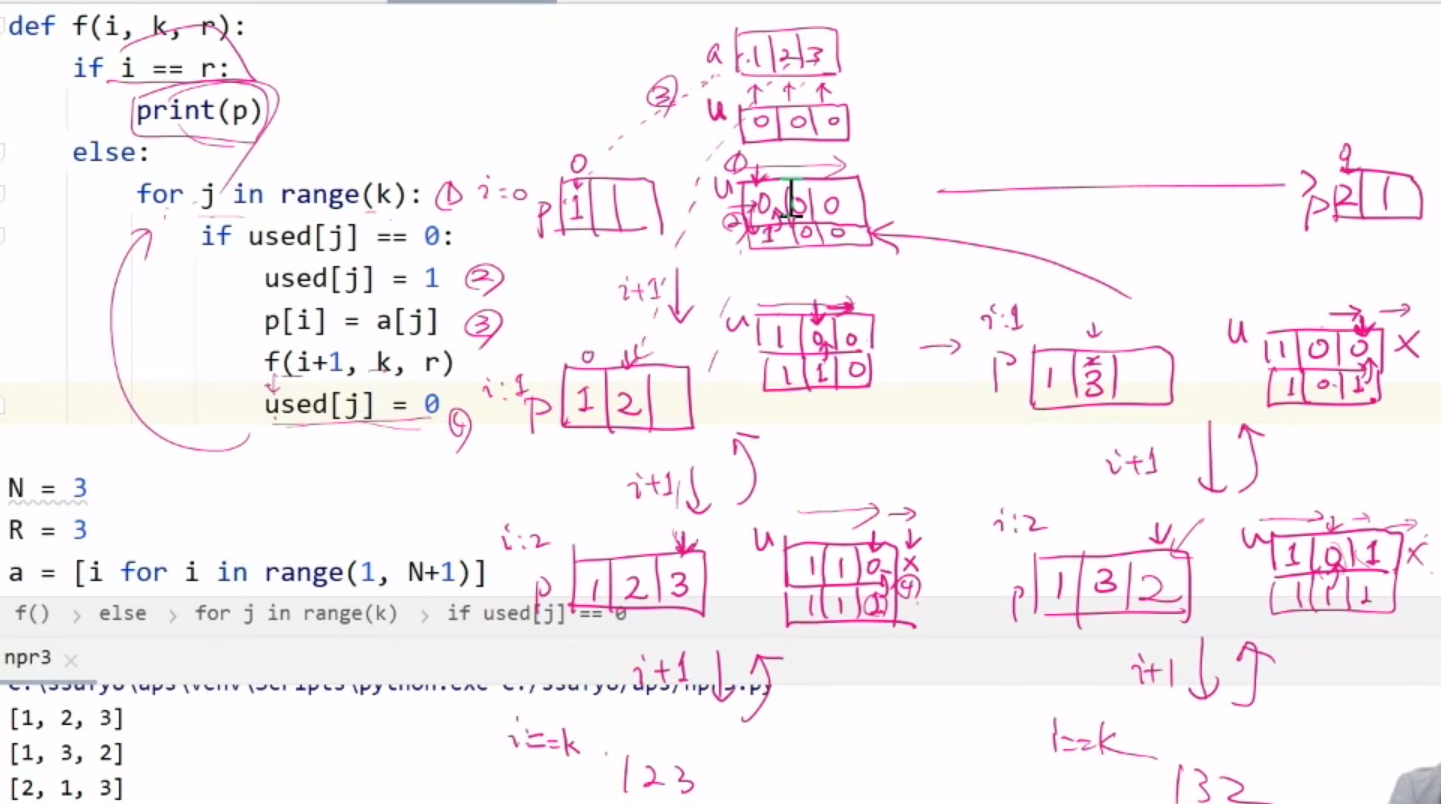 def f(i, k, r):
if i == r:
print(p)
else:
for j in range(k):
if used[j] == 0:
used[j] = 1
p[i] = a[j]
f(i+1, k, r)
used[j] = 0
N = 3
R = 3
a = [i for i in range(1, N+1)]
f() > else > for j in range(k) > if used[j] == 0
npr3
[1, 2, 3]
[1, 3, 2]
[2, 1, 3]
① i=0
②
③
④
a 1 2 3
③
u 0 0 0
0
p 1
u 0 0 0
② 1 0 0
p 2 1
i+1
0
i:1
p 1 2
u 1 0 0
1 1 0
i:1
p 1 3
u 1 0 0 X
1 0 1
i+1
i+1
i:2
p 1 2 3
u 1 1 0 X
1 1 1 ④
i:2
p 1 3 2
u 1 0 1 X
1 1 1
i+1
i+1
i==k
123
i==k
132